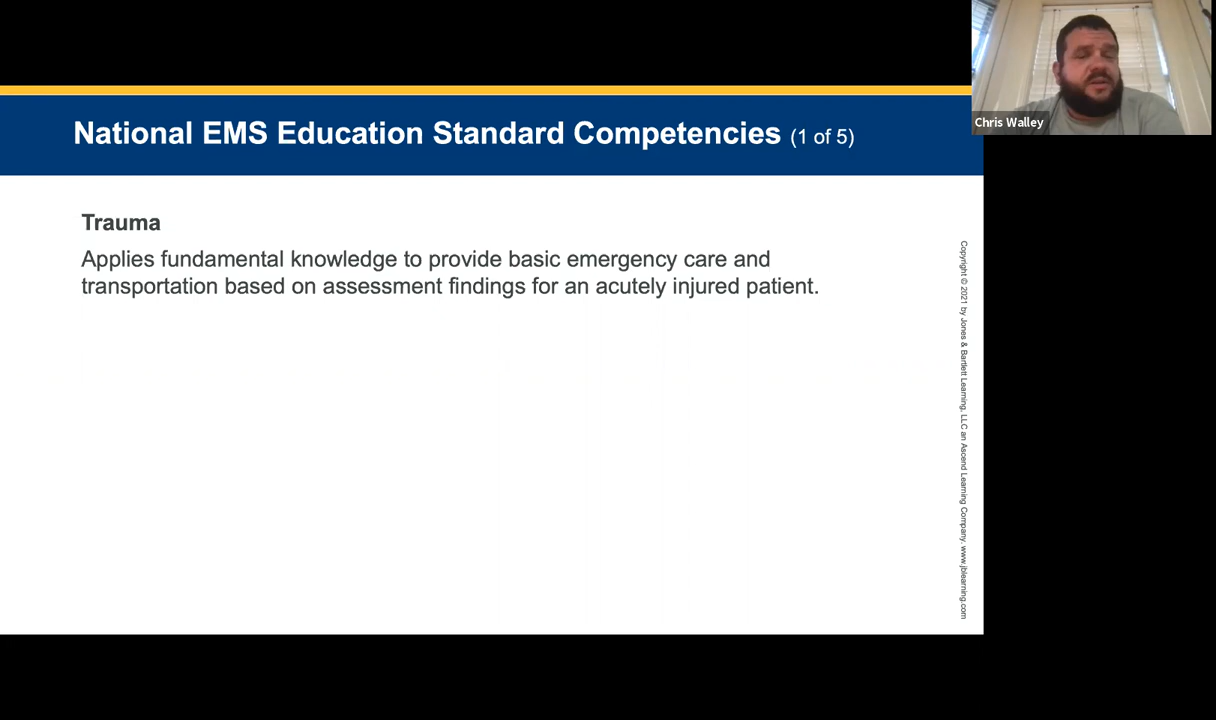 National EMS Education Standard Competencies (1 of 5)
Chris Walley
Trauma
Applies fundamental knowledge to provide basic emergency care and
transportation based on assessment findings for an acutely injured patient.
Copyright © 2021 by Jones & Bartlett Learning, LLC an Ascend Learning Company. www.jblearning.com